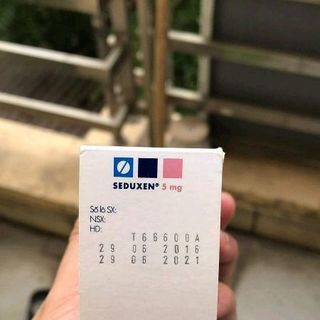 SEDUXEN® 5 mg
Số lô SX:
NSX:
HD:
T66600A
29 06 2016
29 06 2021